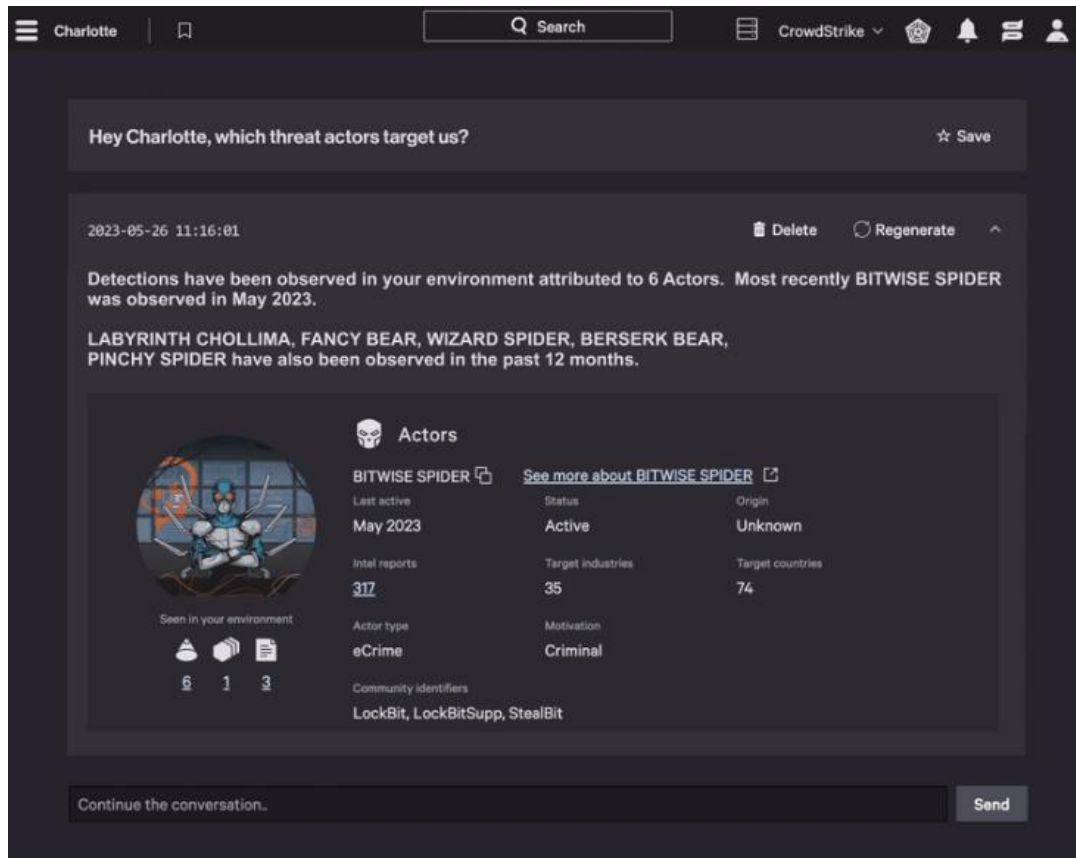 Charlotte
Search
CrowdStrike
Hey Charlotte, which threat actors target us?
Save
2023-05-26 11:16:01
Delete
Regenerate
Detections have been observed in your environment attributed to 6 Actors. Most recently BITWISE SPIDER
was observed in May 2023.
LABYRINTH CHOLLIMA, FANCY BEAR, WIZARD SPIDER, BERSERK BEAR,
PINCHY SPIDER have also been observed in the past 12 months.
Actors
BITWISE SPIDER
See more about BITWISE SPIDER
Last active
Status
Origin
May 2023
Active
Unknown
Intel reports
Target industries
Target countries
317
35
74
Seen in your environment
6 1 3
Actor type
Motivation
eCrime
Criminal
Community identifiers
LockBit, LockBitSupp, StealBit
Continue the conversation..
Send